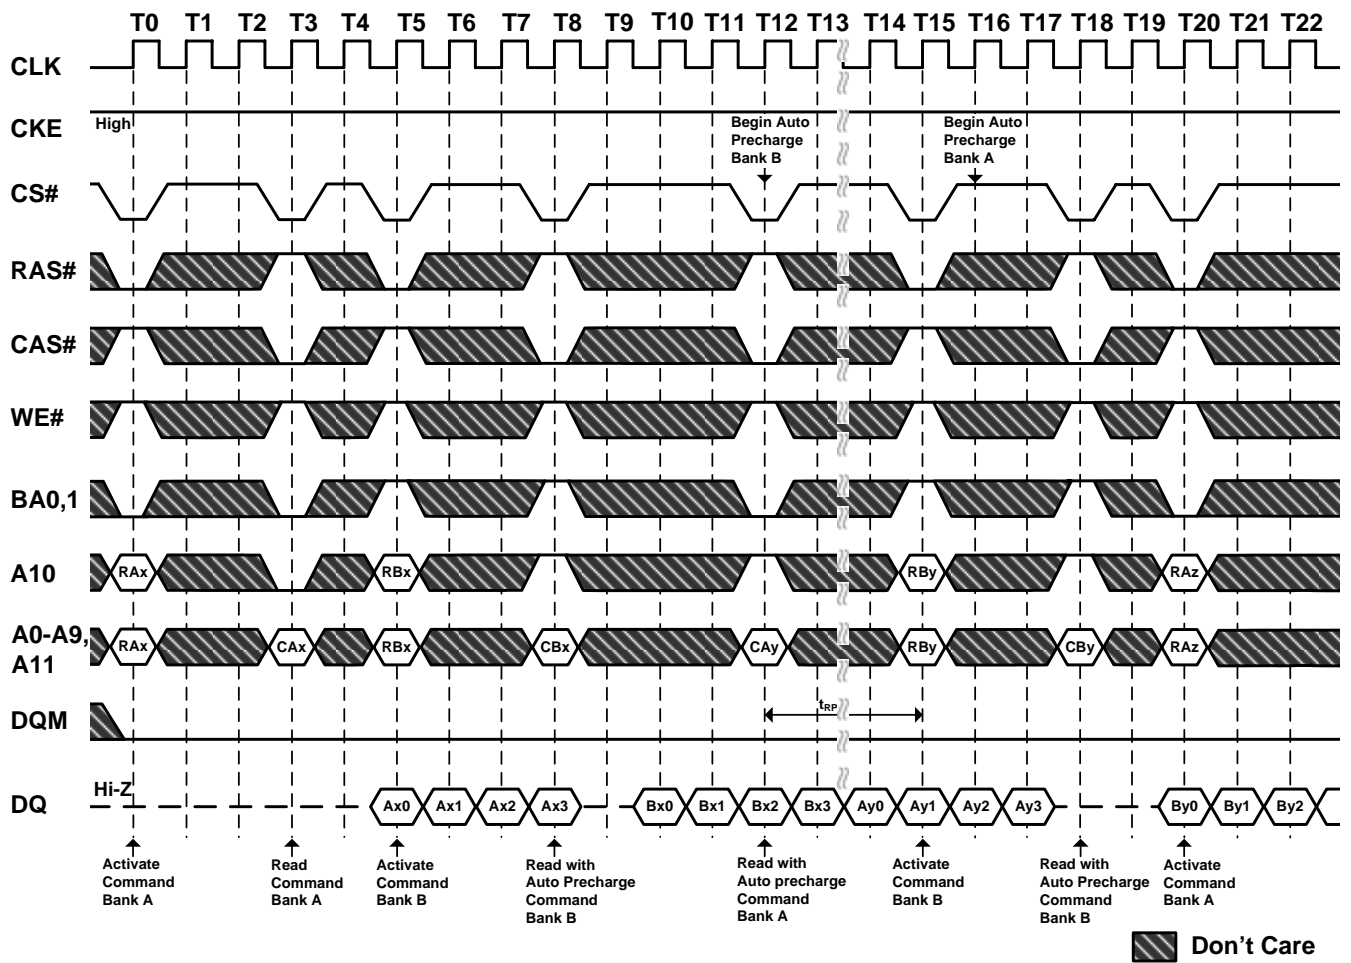 T0 T1 T2 T3 T4 T5 T6 T7 T8 T9 T10 T11 T12 T13 T14 T15 T16 T17 T18 T19 T20 T21 T22
CLK
CKE
High
Begin Auto
Precharge
Bank B
Begin Auto
Precharge
Bank A
CS#
RAS#
CAS#
WE#
BA0,1
A10
RAx RBx RBy RAz
A0-A9,
A11
RAx CAx RBx CBx CAy RBy CBy RAz
DQM
tRP
DQ
Hi-Z
Ax0 Ax1 Ax2 Ax3 Bx0 Bx1 Bx2 Bx3 Ay0 Ay1 Ay2 Ay3 By0 By1 By2
Activate
Command
Bank A
Read
Command
Bank A
Activate
Command
Bank B
Read with
Auto Precharge
Command
Bank B
Read with
Auto precharge
Command
Bank A
Activate
Command
Bank B
Read with
Auto Precharge
Command
Bank B
Activate
Command
Bank A
Don't Care